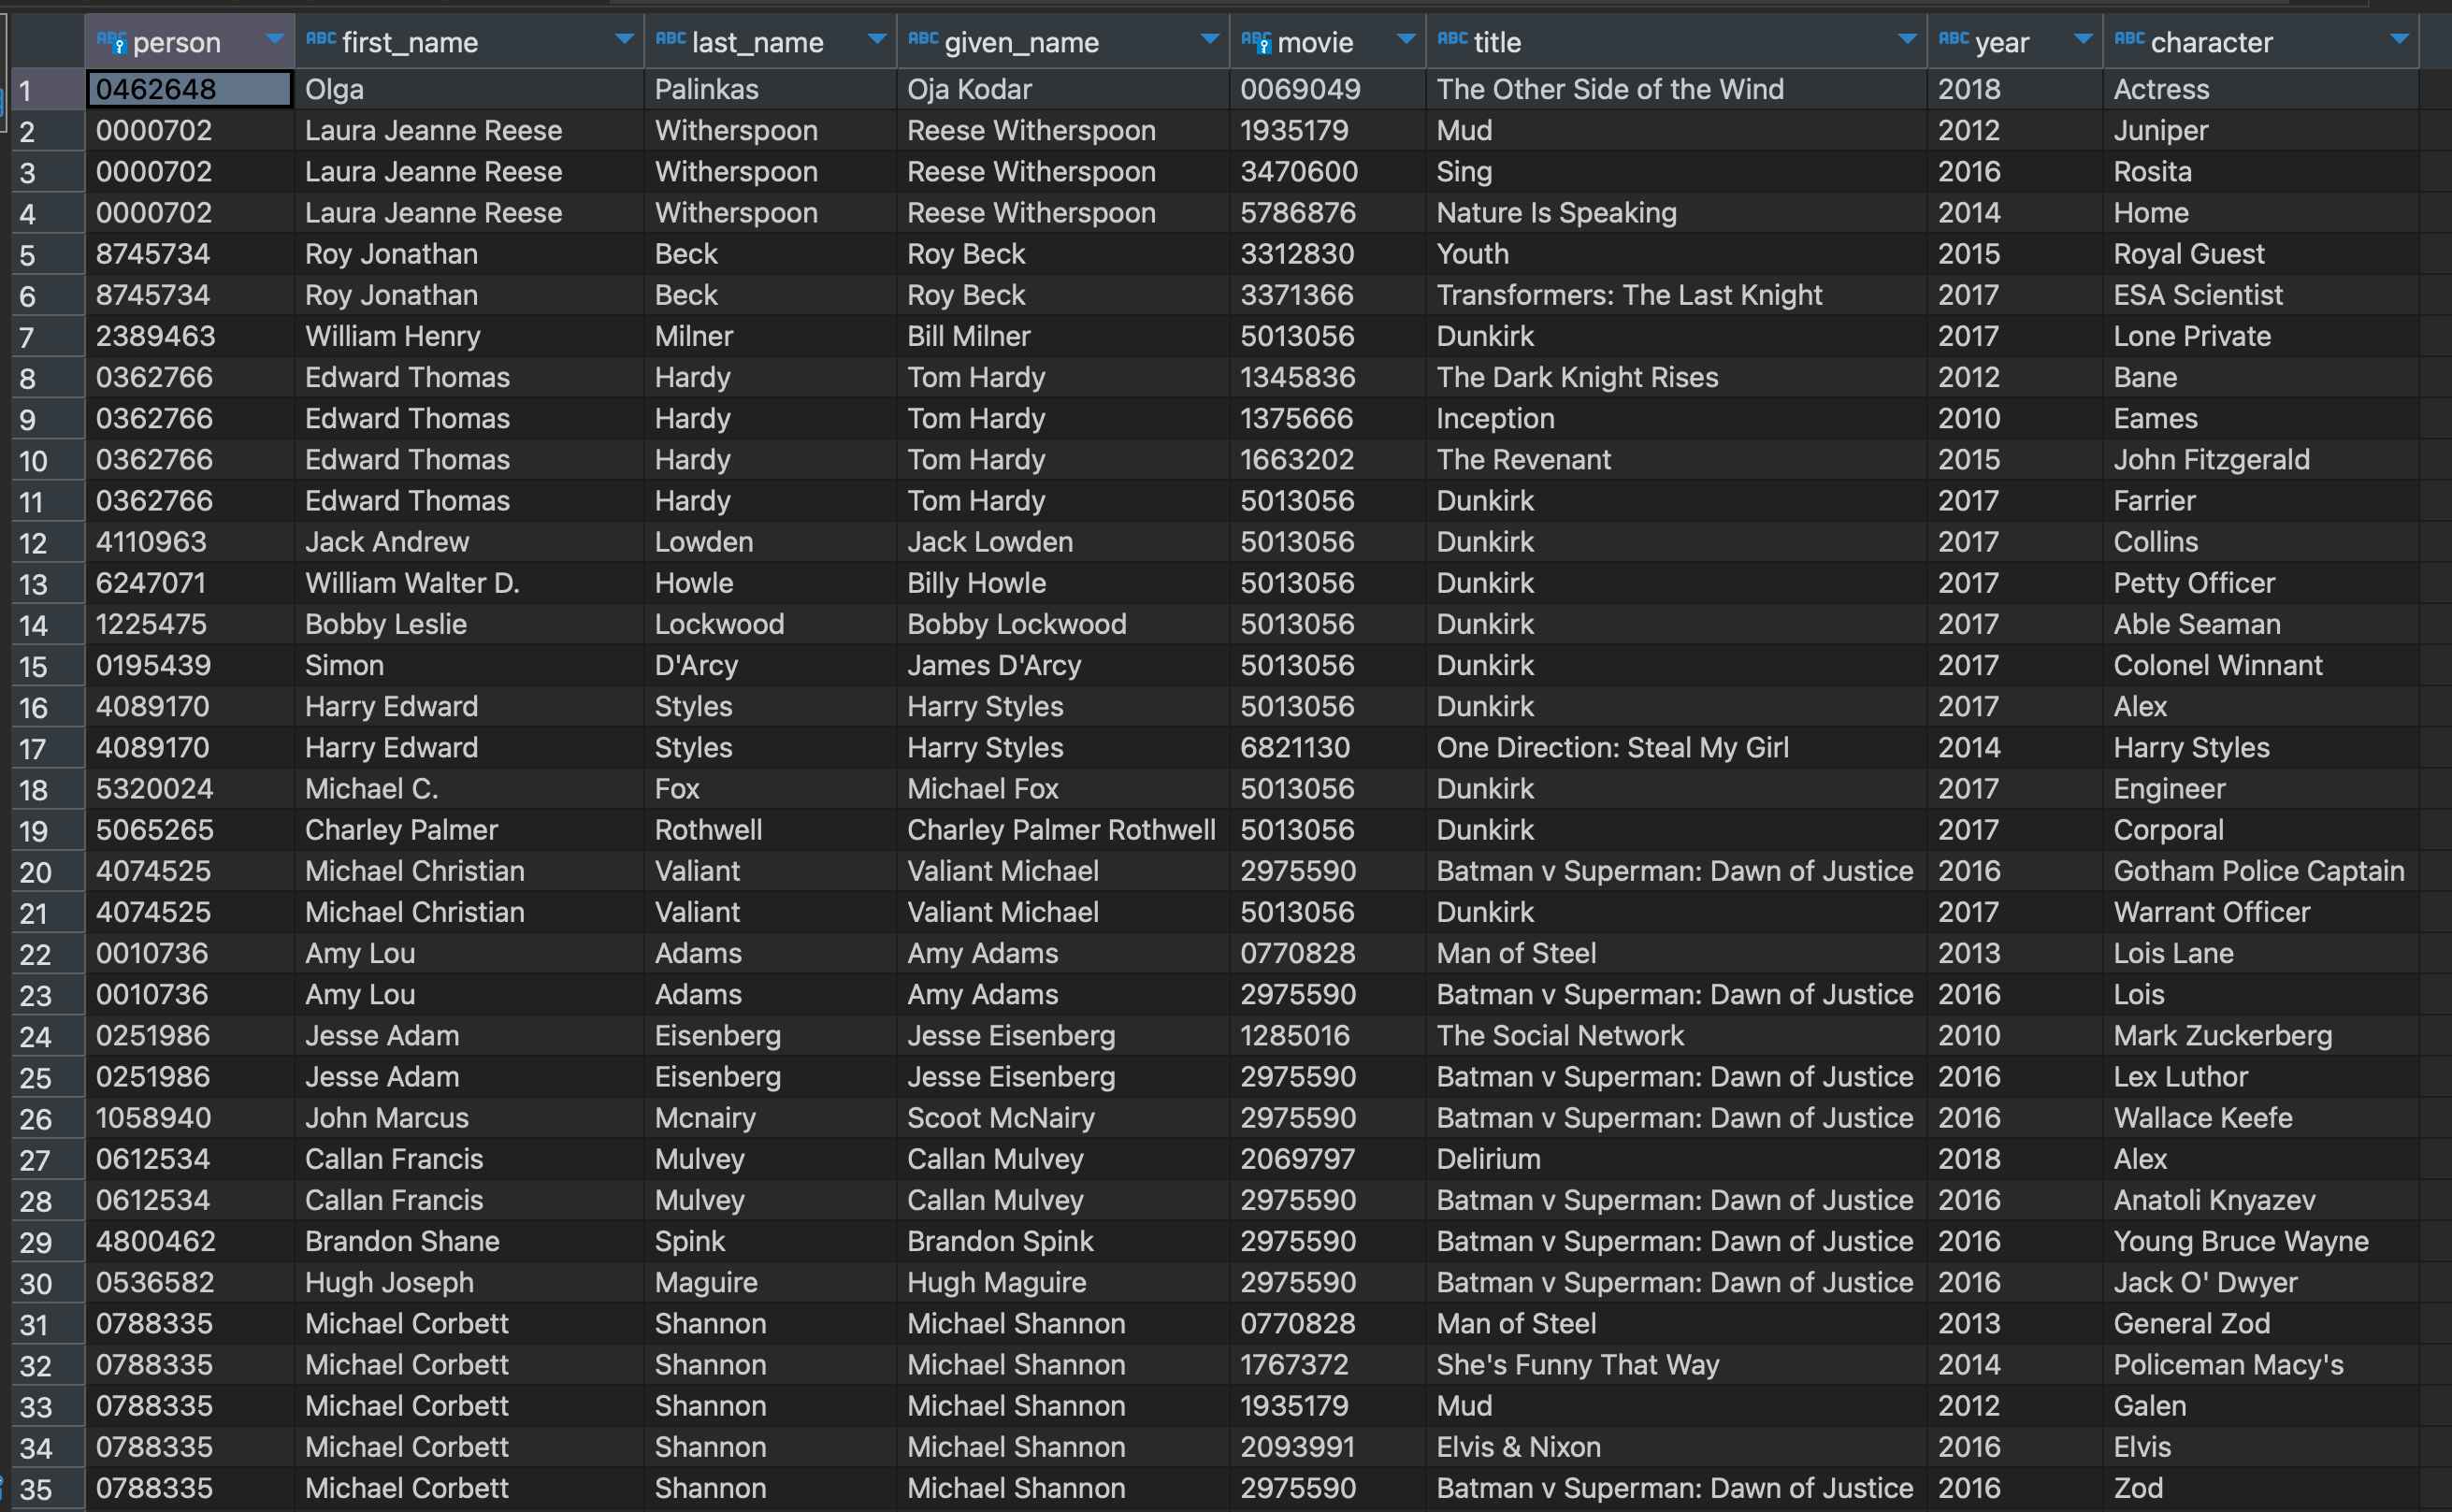 ABC person ABC first_name ABC last_name ABC given_name ABC movie ABC title ABC year ABC character
1 0462648 Olga Palinkas Oja Kodar 0069049 The Other Side of the Wind 2018 Actress
2 0000702 Laura Jeanne Reese Witherspoon Reese Witherspoon 1935179 Mud 2012 Juniper
3 0000702 Laura Jeanne Reese Witherspoon Reese Witherspoon 3470600 Sing 2016 Rosita
4 0000702 Laura Jeanne Reese Witherspoon Reese Witherspoon 5786876 Nature Is Speaking 2014 Home
5 8745734 Roy Jonathan Beck Roy Beck 3312830 Youth 2015 Royal Guest
6 8745734 Roy Jonathan Beck Roy Beck 3371366 Transformers: The Last Knight 2017 ESA Scientist
7 2389463 William Henry Milner Bill Milner 5013056 Dunkirk 2017 Lone Private
8 0362766 Edward Thomas Hardy Tom Hardy 1345836 The Dark Knight Rises 2012 Bane
9 0362766 Edward Thomas Hardy Tom Hardy 1375666 Inception 2010 Eames
10 0362766 Edward Thomas Hardy Tom Hardy 1663202 The Revenant 2015 John Fitzgerald
11 0362766 Edward Thomas Hardy Tom Hardy 5013056 Dunkirk 2017 Farrier
12 4110963 Jack Andrew Lowden Jack Lowden 5013056 Dunkirk 2017 Collins
13 6247071 William Walter D. Howle Billy Howle 5013056 Dunkirk 2017 Petty Officer
14 1225475 Bobby Leslie Lockwood Bobby Lockwood 5013056 Dunkirk 2017 Able Seaman
15 0195439 Simon D'Arcy James D'Arcy 5013056 Dunkirk 2017 Colonel Winnant
16 4089170 Harry Edward Styles Harry Styles 5013056 Dunkirk 2017 Alex
17 4089170 Harry Edward Styles Harry Styles 6821130 One Direction: Steal My Girl 2014 Harry Styles
18 5320024 Michael C. Fox Michael Fox 5013056 Dunkirk 2017 Engineer
19 5065265 Charley Palmer Rothwell Charley Palmer Rothwell 5013056 Dunkirk 2017 Corporal
20 4074525 Michael Christian Valiant Valiant Michael 2975590 Batman v Superman: Dawn of Justice 2016 Gotham Police Captain
21 4074525 Michael Christian Valiant Valiant Michael 5013056 Dunkirk 2017 Warrant Officer
22 0010736 Amy Lou Adams Amy Adams 0770828 Man of Steel 2013 Lois Lane
23 0010736 Amy Lou Adams Amy Adams 2975590 Batman v Superman: Dawn of Justice 2016 Lois
24 0251986 Jesse Adam Eisenberg Jesse Eisenberg 1285016 The Social Network 2010 Mark Zuckerberg
25 0251986 Jesse Adam Eisenberg Jesse Eisenberg 2975590 Batman v Superman: Dawn of Justice 2016 Lex Luthor
26 1058940 John Marcus Mcnairy Scoot McNairy 2975590 Batman v Superman: Dawn of Justice 2016 Wallace Keefe
27 0612534 Callan Francis Mulvey Callan Mulvey 2069797 Delirium 2018 Alex
28 0612534 Callan Francis Mulvey Callan Mulvey 2975590 Batman v Superman: Dawn of Justice 2016 Anatoli Knyazev
29 4800462 Brandon Shane Spink Brandon Spink 2975590 Batman v Superman: Dawn of Justice 2016 Young Bruce Wayne
30 0536582 Hugh Joseph Maguire Hugh Maguire 2975590 Batman v Superman: Dawn of Justice 2016 Jack O' Dwyer
31 0788335 Michael Corbett Shannon Michael Shannon 0770828 Man of Steel 2013 General Zod
32 0788335 Michael Corbett Shannon Michael Shannon 1767372 She's Funny That Way 2014 Policeman Macy's
33 0788335 Michael Corbett Shannon Michael Shannon 1935179 Mud 2012 Galen
34 0788335 Michael Corbett Shannon Michael Shannon 2093991 Elvis & Nixon 2016 Elvis
35 0788335 Michael Corbett Shannon Michael Shannon 2975590 Batman v Superman: Dawn of Justice 2016 Zod